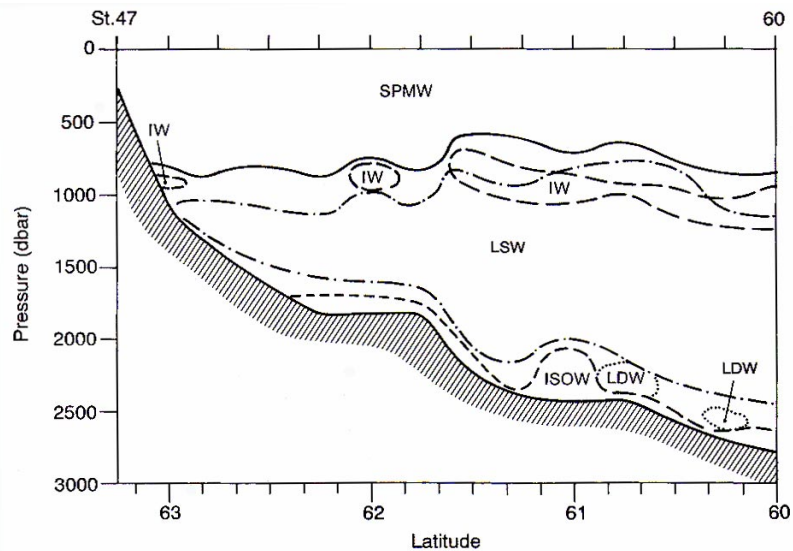 St.47 60
0
SPMW
500
IW
IW
IW
1000
LSW
1500
2000
ISOW LDW LDW
2500
3000
63 62 61 60
Pressure (dbar)
Latitude